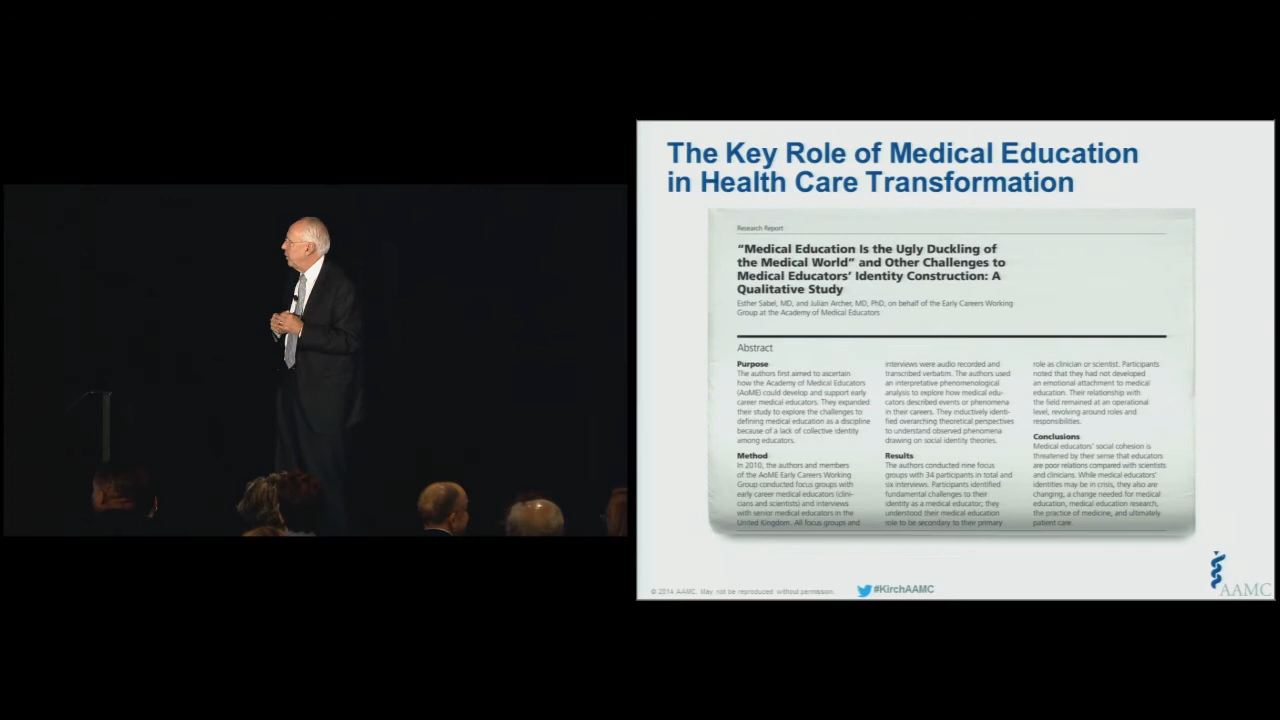 The Key Role of Medical Education
in Health Care Transformation
Research Report
“Medical Education Is the Ugly Duckling of
the Medical World” and Other Challenges to
Medical Educators’ Identity Construction: A
Qualitative Study
Esther Sabel, MD, and Julian Archer, MD, PhD, on behalf of the Early Careers Working
Group at the Academy of Medical Educators
Abstract
Purpose
The authors first aimed to ascertain
how the Academy of Medical Educators
(AoME) could develop and support early
career medical educators. They expanded
their study to explore the challenges to
defining medical education as a discipline
because of a lack of collective identity
among educators.
Method
In 2010, the authors and members
of the AoME Early Careers Working
Group conducted focus groups with
early career medical educators (clini-
cians and scientists) and interviews
with senior medical educators in the
United Kingdom. All focus groups and
interviews were audio recorded and
transcribed verbatim. The authors used
an interpretative phenomenological
analysis to explore how medical edu-
cators described events or phenomena
in their careers. They inductively identi-
fied overarching theoretical perspectives
to understand observed phenomena
drawing on social identity theories.
Results
The authors conducted nine focus
groups with 34 participants in total and
six interviews. Participants identified
fundamental challenges to their
identity as a medical educator; they
understood their medical education
role to be secondary to their primary
role as clinician or scientist. Participants
noted that they had not developed
an emotional attachment to medical
education. Their relationship with
the field remained at an operational
level, revolving around roles and
responsibilities.
Conclusions
Medical educators’ social cohesion is
threatened by their sense that educators
are poor relations compared with scientists
and clinicians. While medical educators’
identities may be in crisis, they also are
changing, a change needed for medical
education, medical education research,
the practice of medicine, and ultimately
patient care.
© 2014 AAMC. May not be reproduced without permission.
#KirchAAMC
AAMC